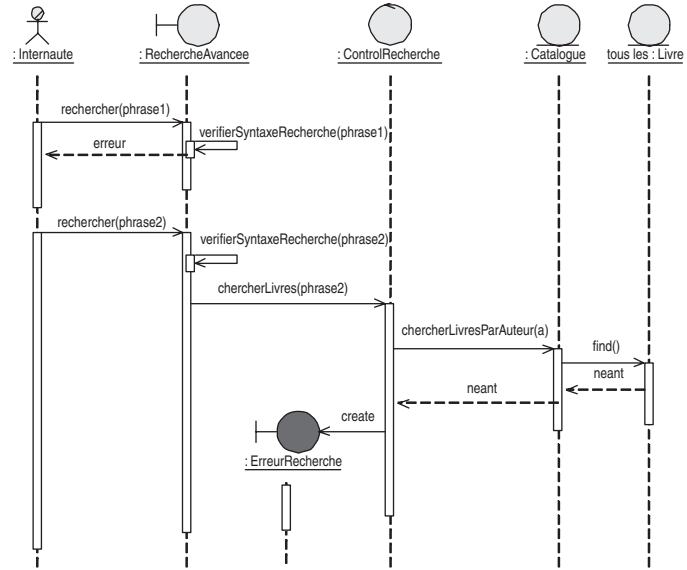 : Internaute
: RechercheAvancee
: ControlRecherche
: Catalogue
tous les : Livre
rechercher(phrase1)
verifierSyntaxeRecherche(phrase1)
erreur
rechercher(phrase2)
verifierSyntaxeRecherche(phrase2)
chercherLivres(phrase2)
chercherLivresParAuteur(a)
find()
neant
neant
create
: ErreurRecherche